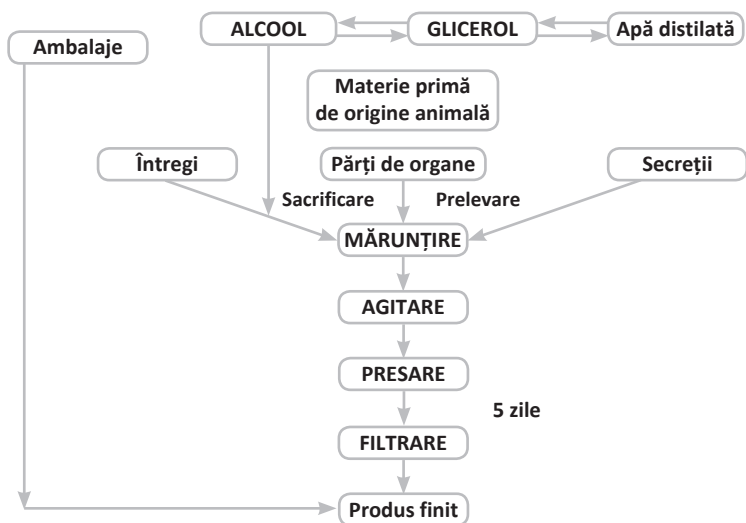 ALCOOL
GLICEROL
Apă distilată
Ambalaje
Materie primă
de origine animală
Întregi
Părți de organe
Secreții
Sacrificare
Prelevare
MĂRUNȚIRE
AGITARE
PRESARE
5 zile
FILTRARE
Produs finit